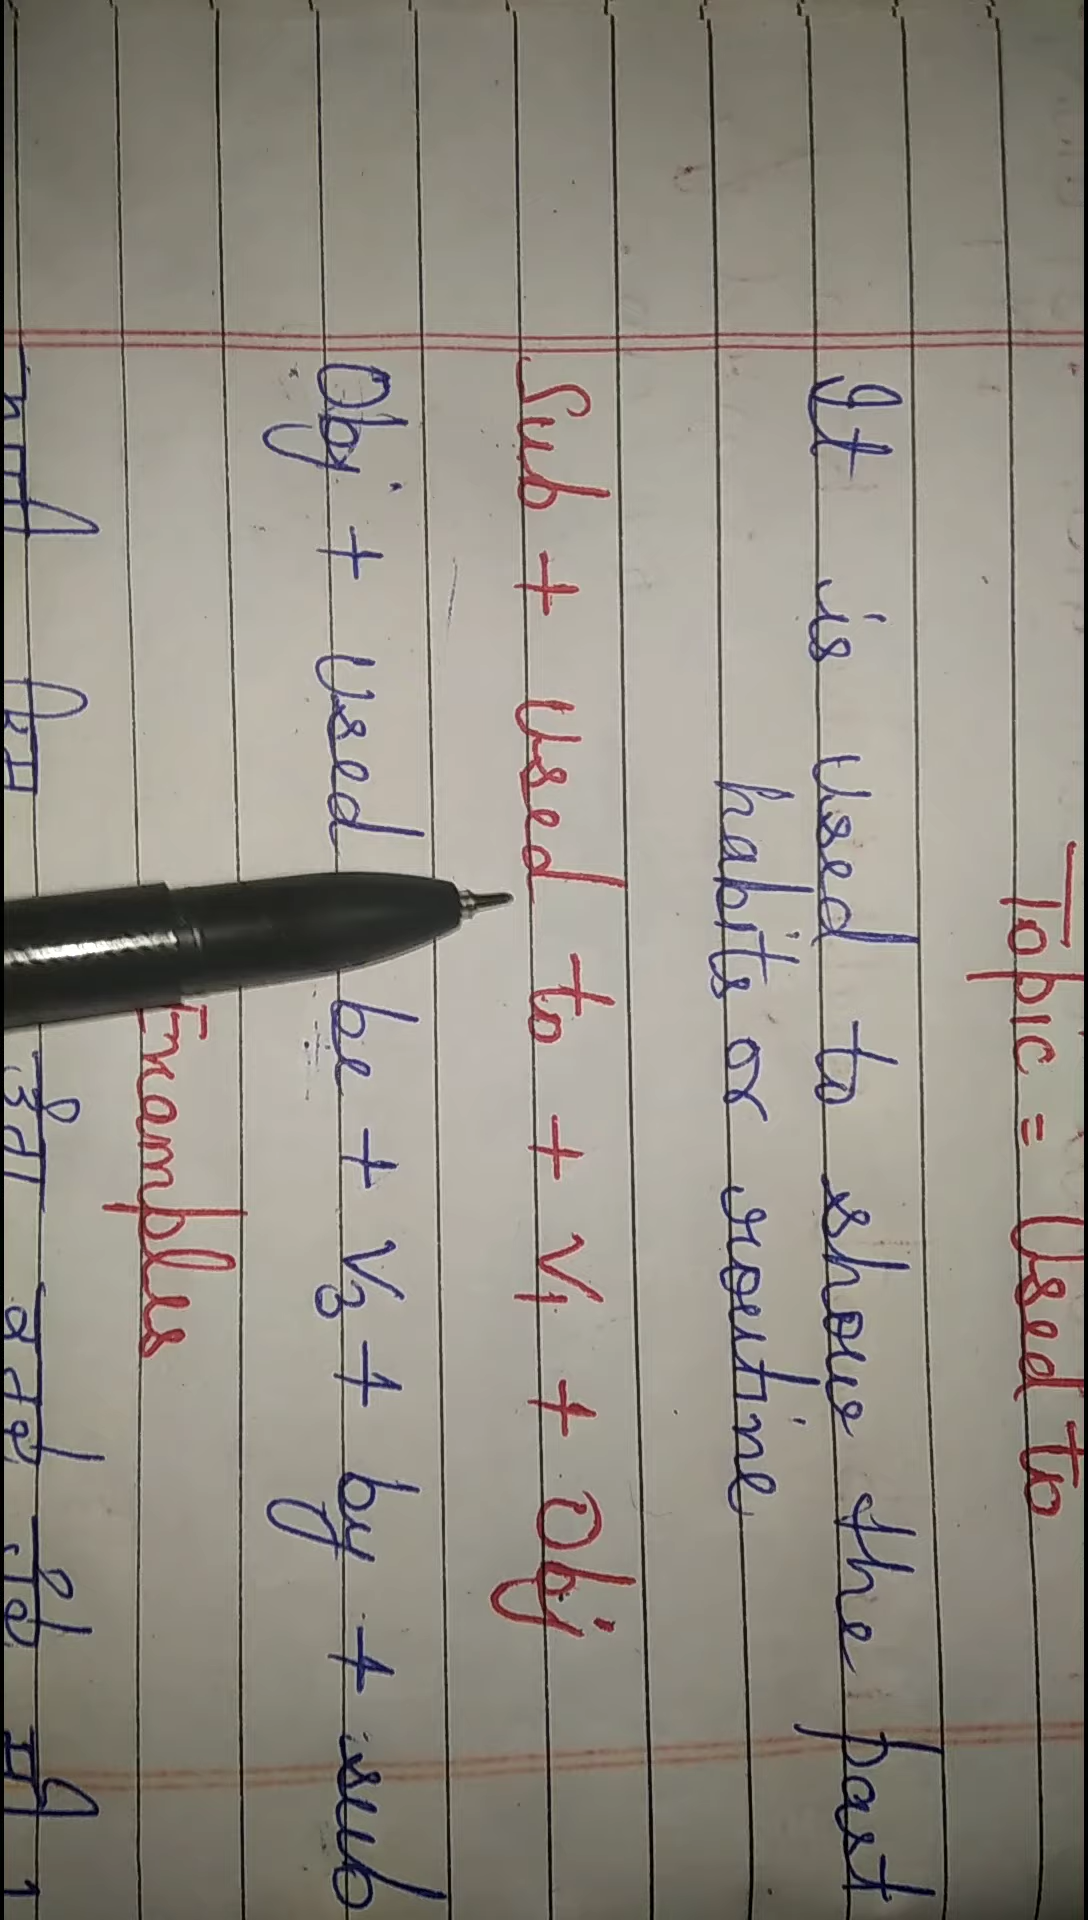 Topic = Used to
It is used to show the past
habits or routine
Sub + used to + V1 + Obj
Obj + used be + V3 + by + sub
Examples